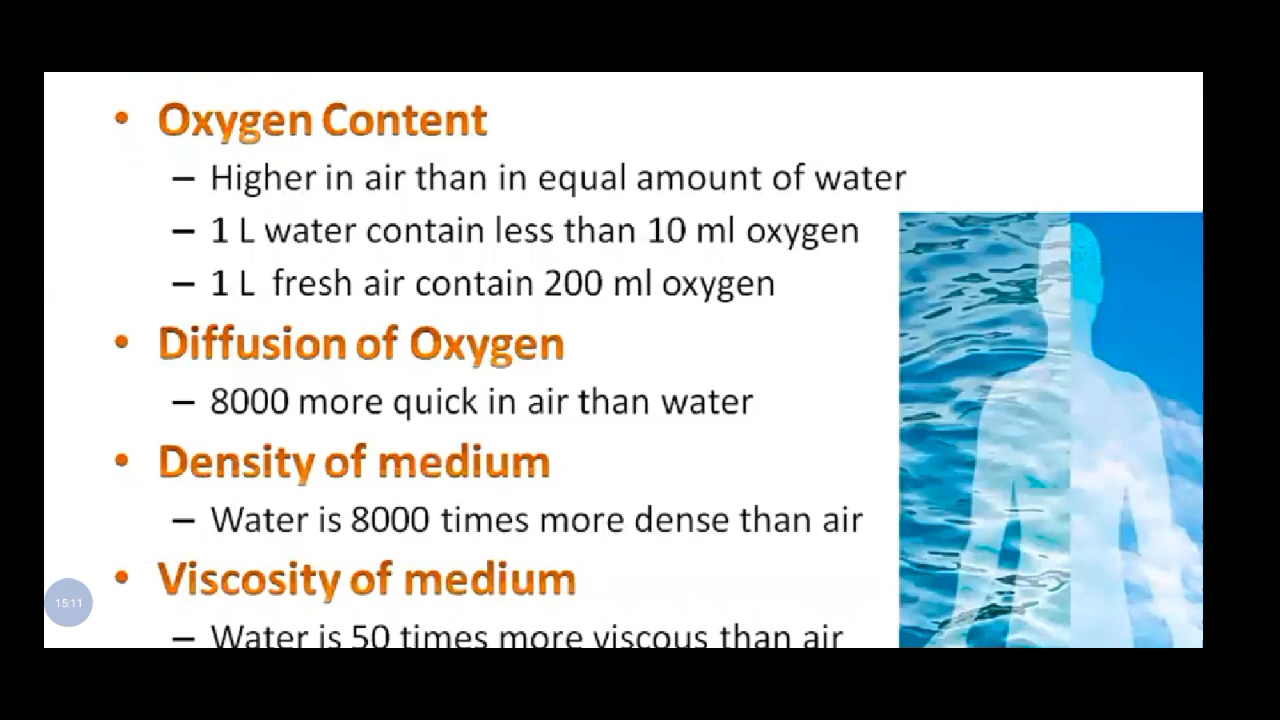 • Oxygen Content
– Higher in air than in equal amount of water
– 1 L water contain less than 10 ml oxygen
– 1 L fresh air contain 200 ml oxygen
• Diffusion of Oxygen
– 8000 more quick in air than water
• Density of medium
– Water is 8000 times more dense than air
• Viscosity of medium
15:11
– Water is 50 times more viscous than air